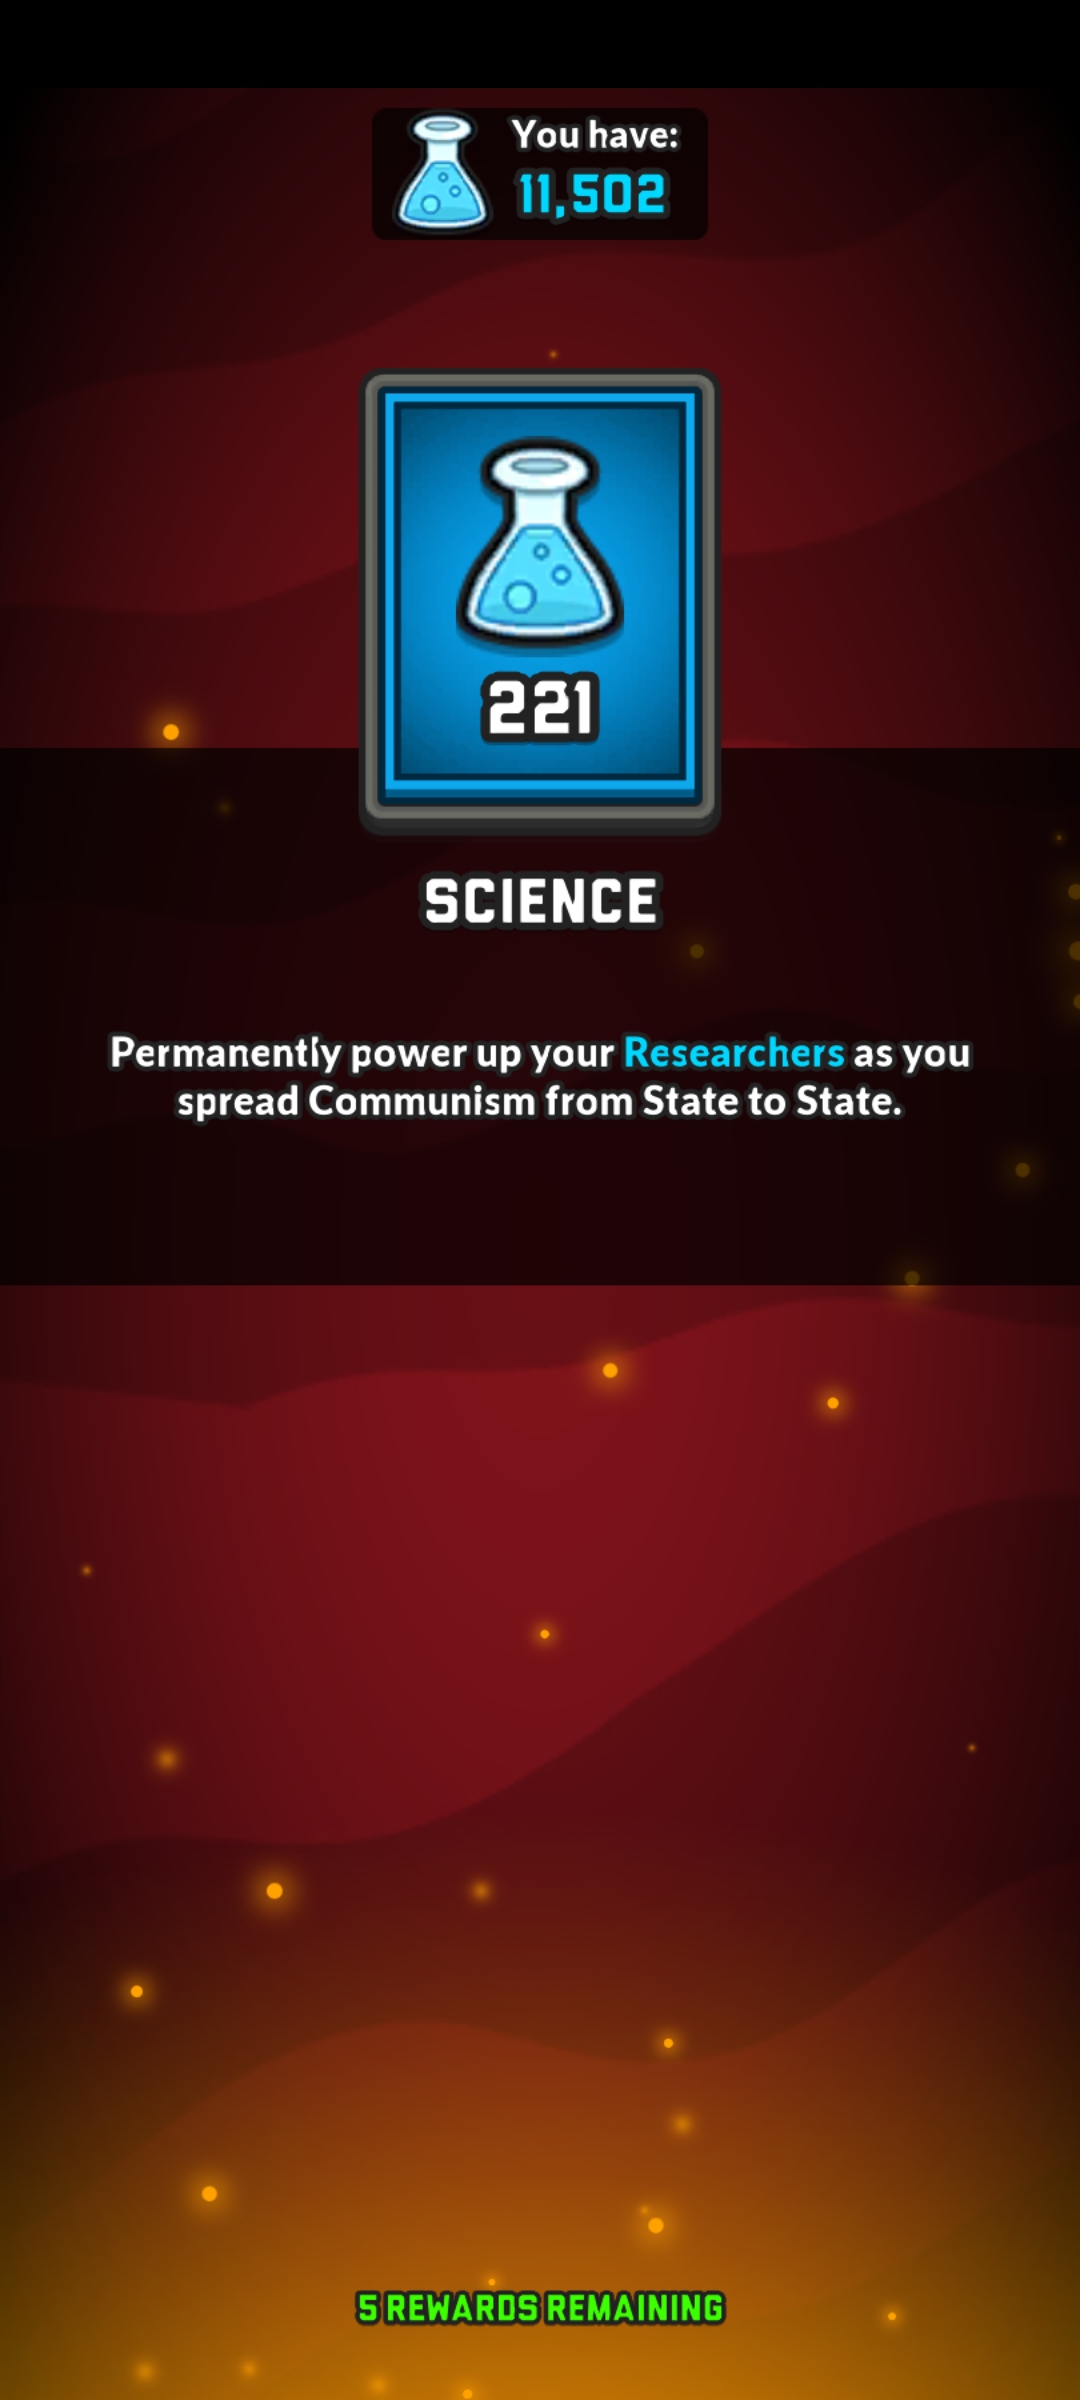 You have:
11,502
221
SCIENCE
Permanently power up your Researchers as you
spread Communism from State to State.
5 REWARDS REMAINING